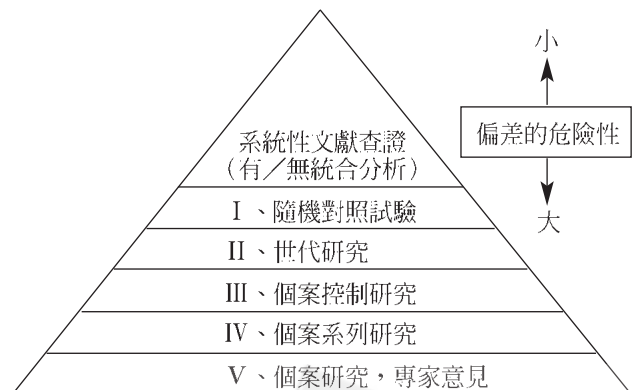 系統性文獻查證
（有／無統合分析）
I、隨機對照試驗
II、世代研究
III、個案控制研究
IV、個案系列研究
V、個案研究，專家意見
小
偏差的危險性
大